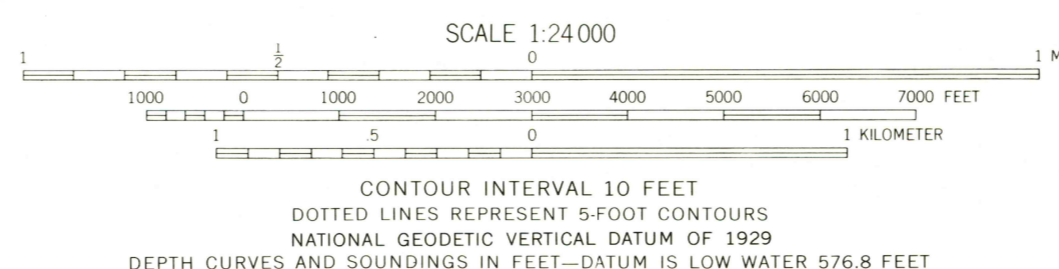 SCALE 1:24 000
1 ½ 0 1 M
1000 0 1000 2000 3000 4000 5000 6000 7000 FEET
1 .5 0 1 KILOMETER
CONTOUR INTERVAL 10 FEET
DOTTED LINES REPRESENT 5-FOOT CONTOURS
NATIONAL GEODETIC VERTICAL DATUM OF 1929
DEPTH CURVES AND SOUNDINGS IN FEET—DATUM IS LOW WATER 576.8 FEET